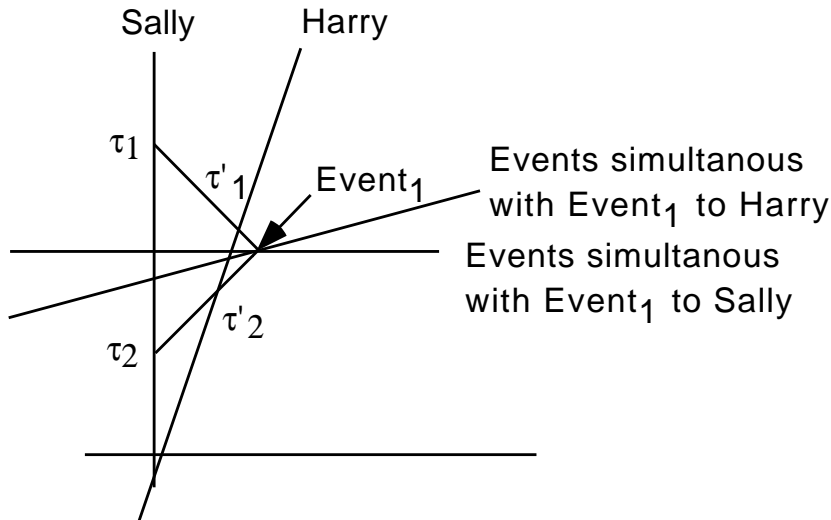 Sally
Harry
τ1
τ'1
Event1
Events simultanous
with Event1 to Harry
Events simultanous
with Event1 to Sally
τ'2
τ2